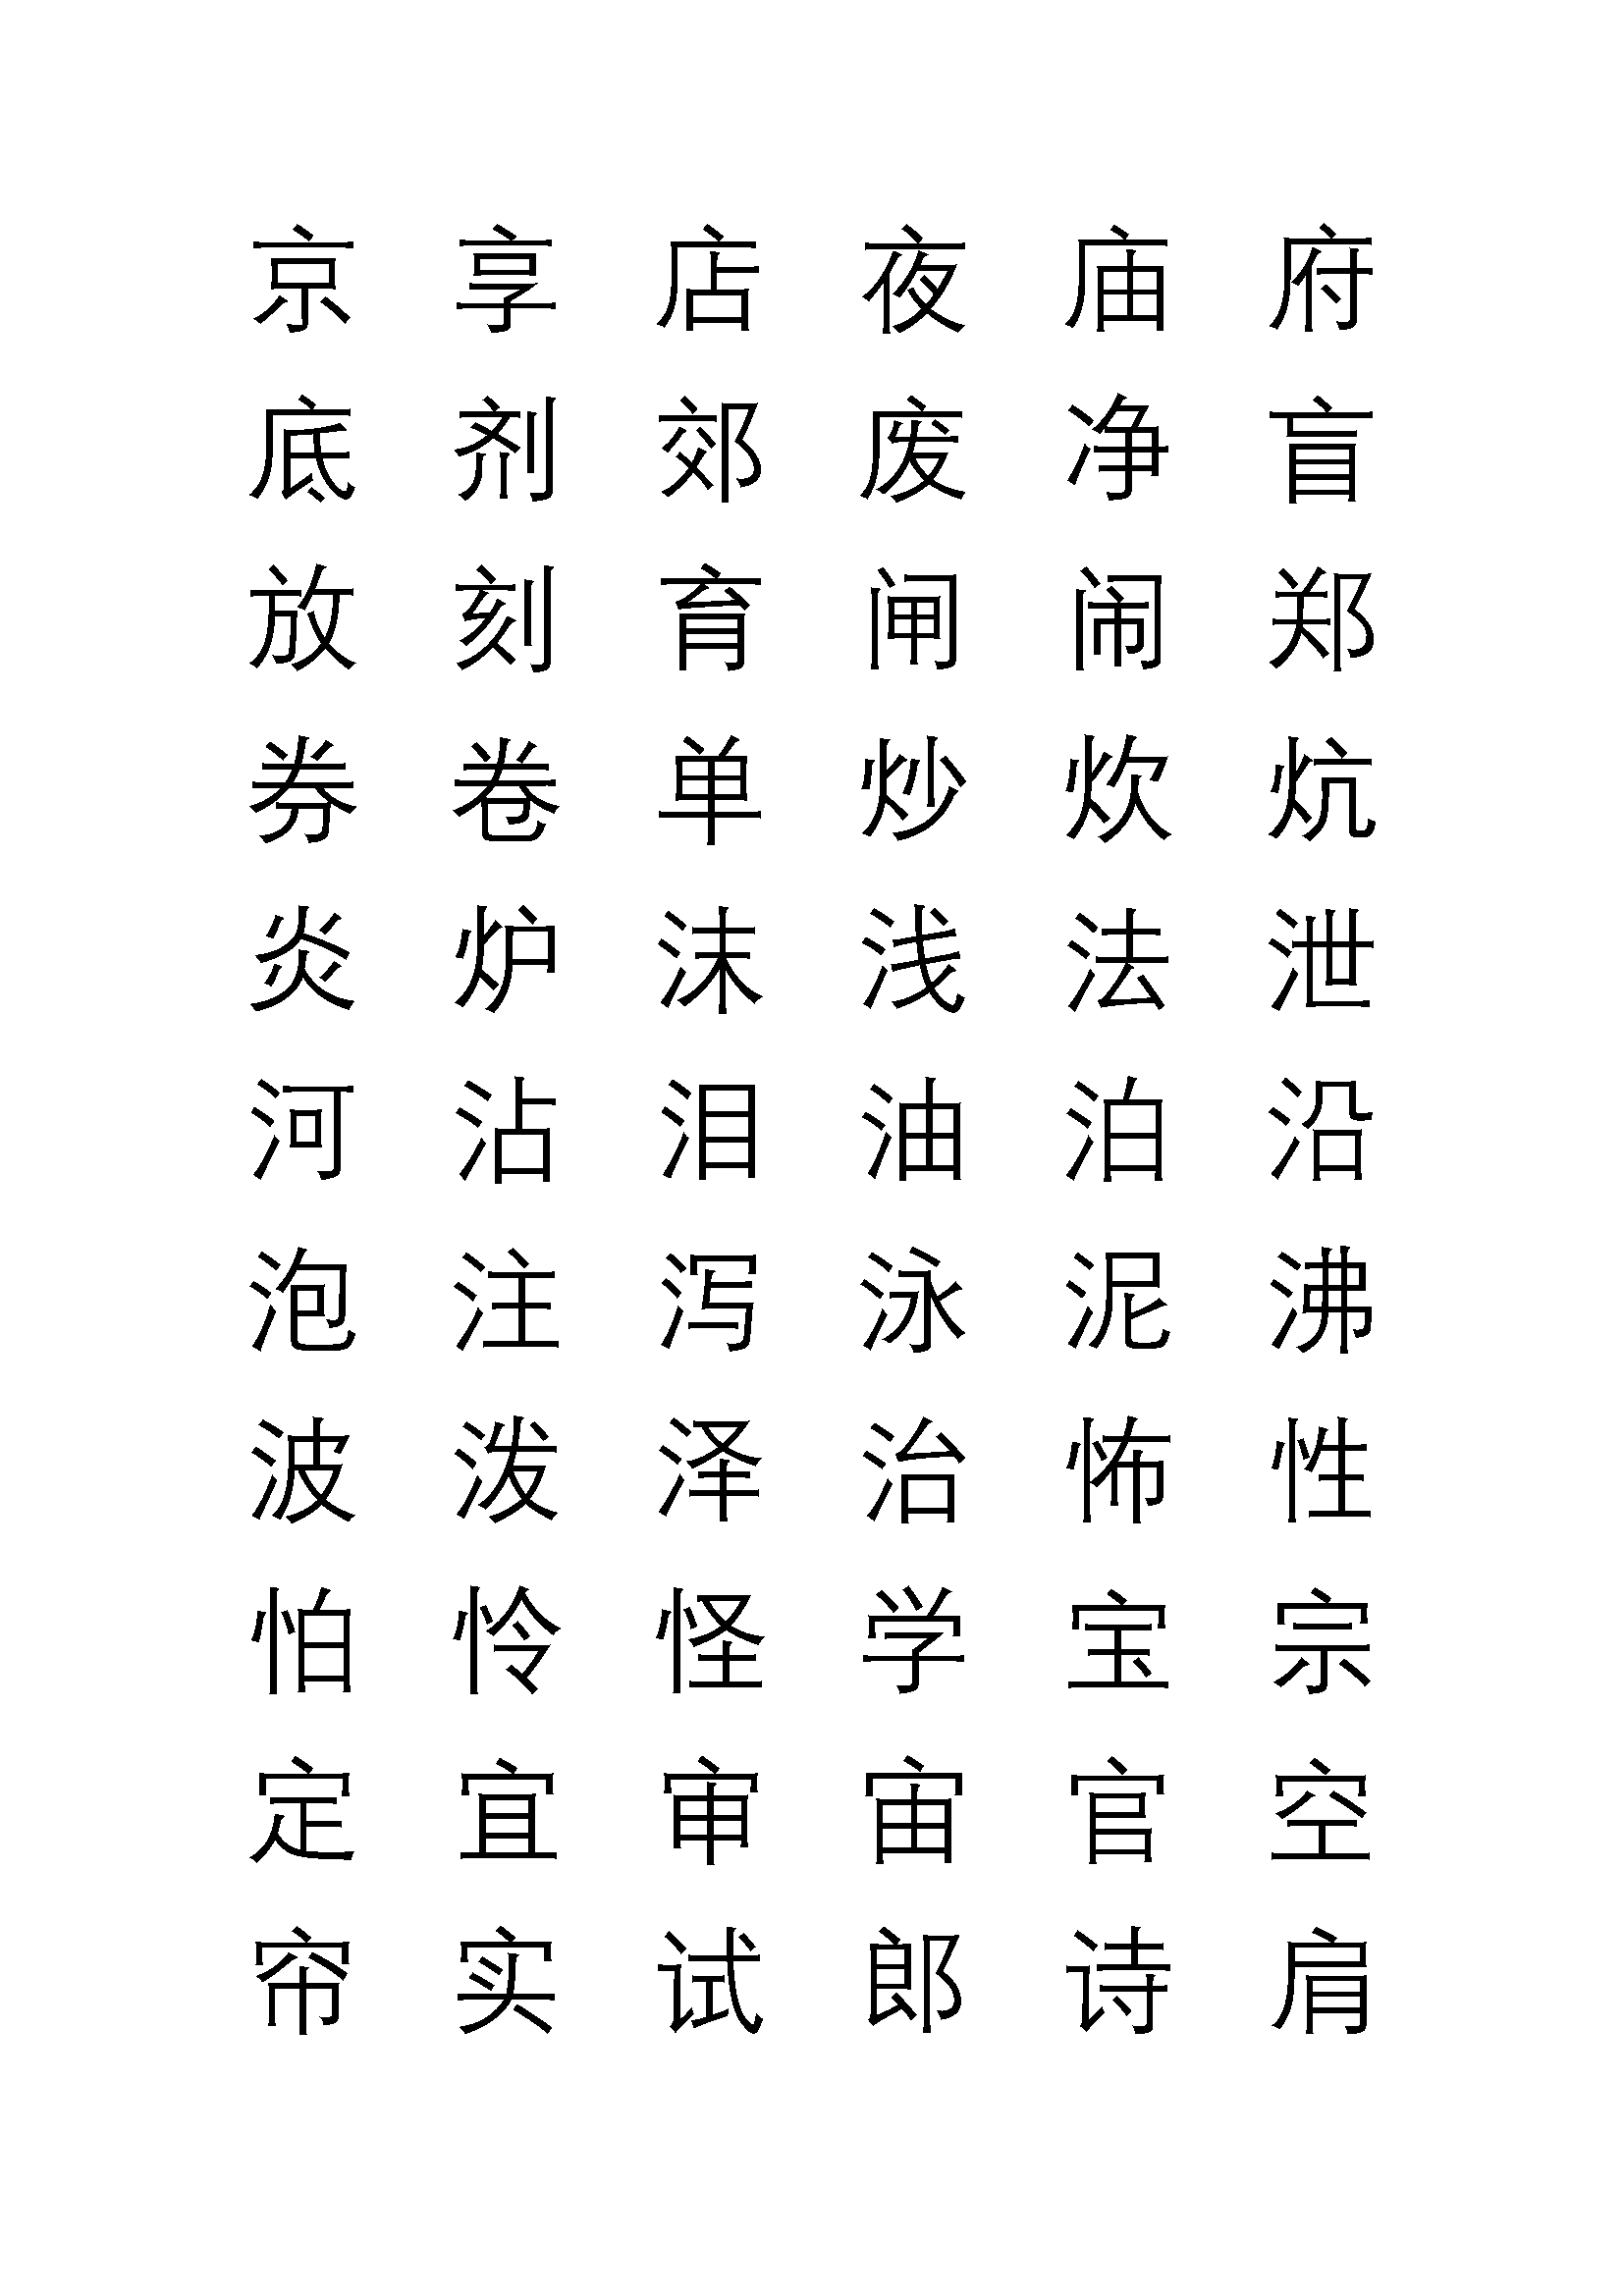 京 享 店 夜 庙 府
底 剂 郊 废 净 盲
放 刻 育 闸 闹 郑
券 卷 单 炒 炊 炕
炎 炉 沫 浅 法 泄
河 沾 泪 油 泊 沿
泡 注 泻 泳 泥 沸
波 泼 泽 治 怖 性
怕 怜 怪 学 宝 宗
定 宜 审 宙 官 空
帘 实 试 郎 诗 肩